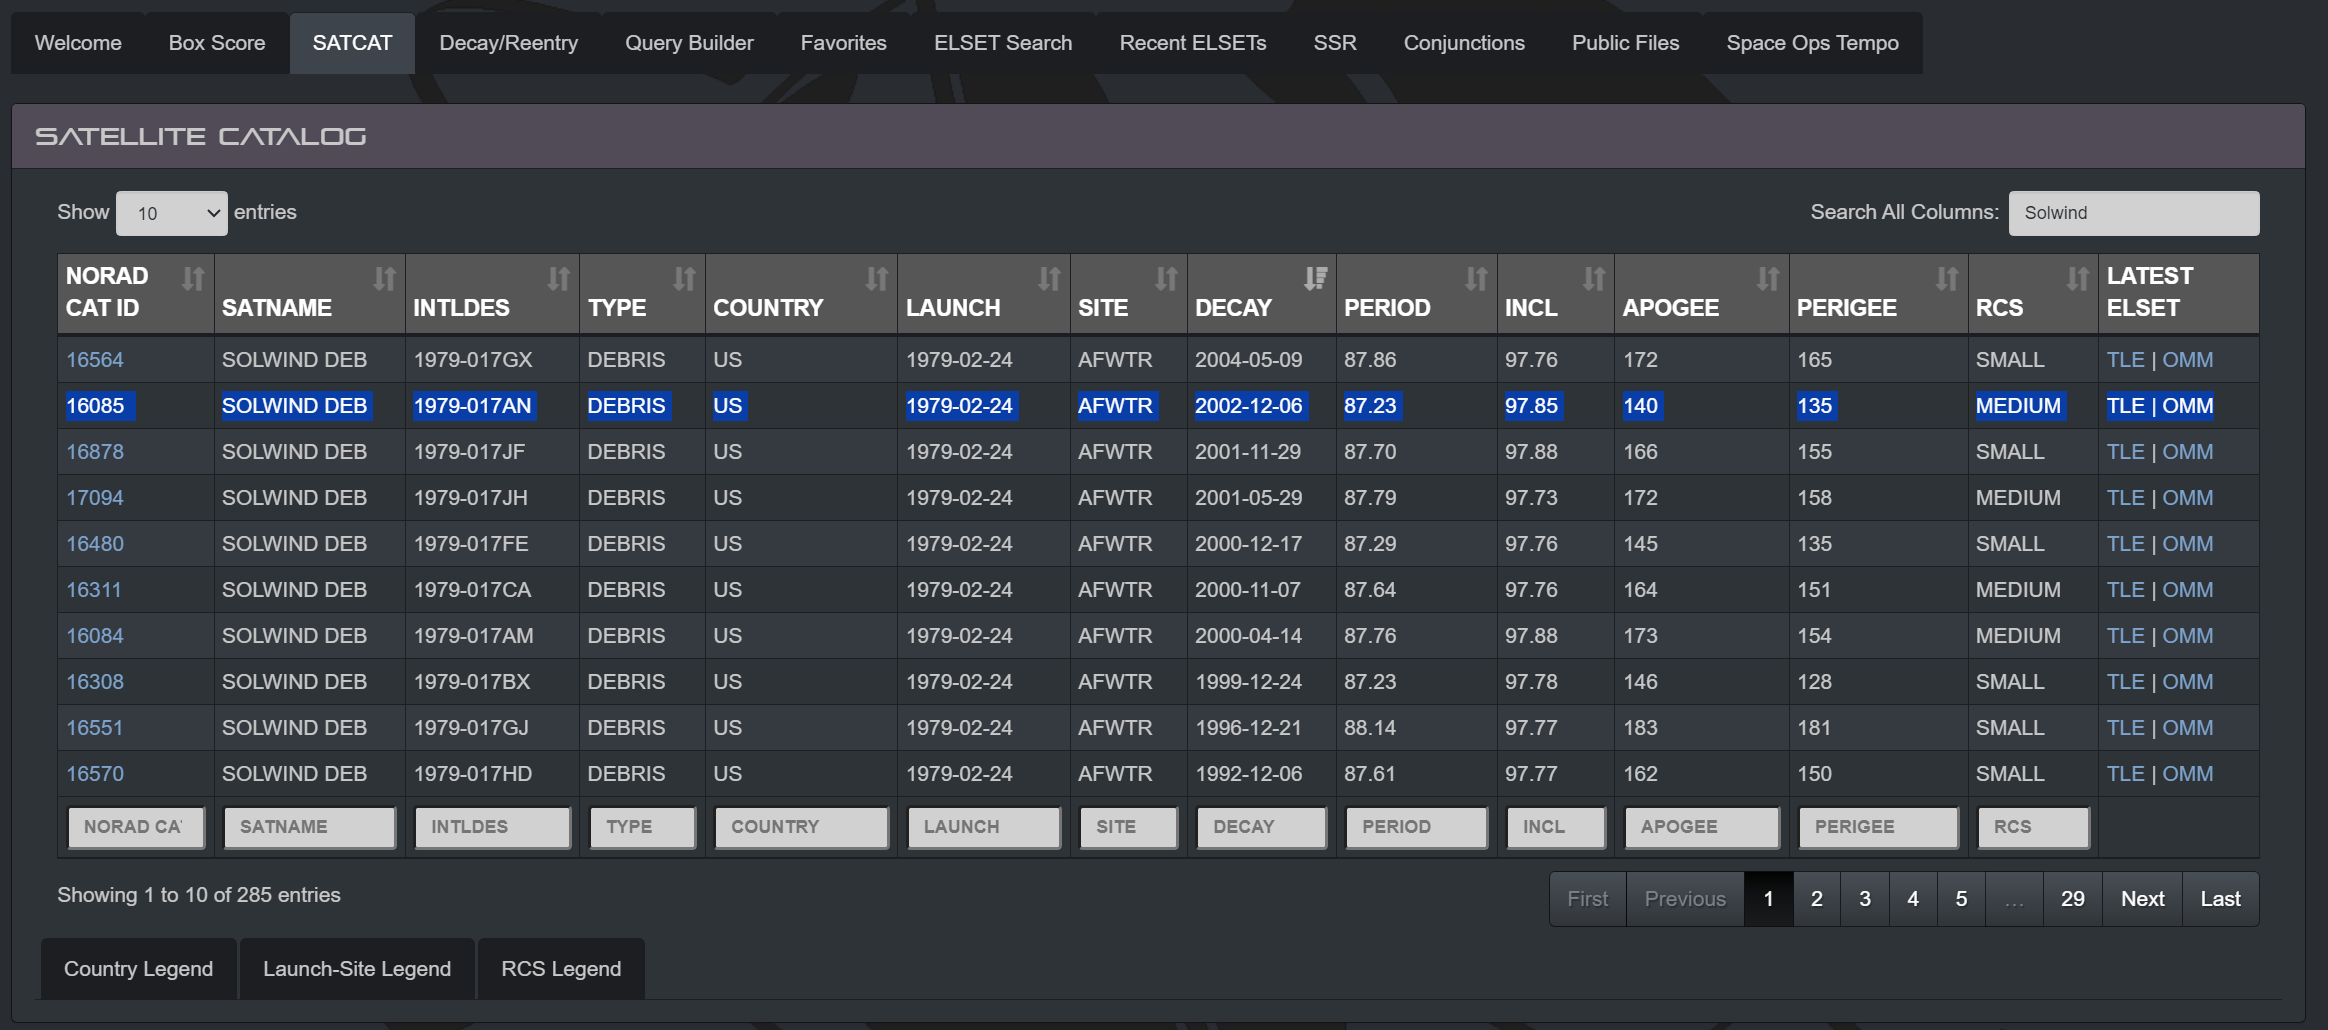 Welcome Box Score SATCAT Decay/Reentry Query Builder Favorites ELSET Search Recent ELSETs SSR Conjunctions Public Files Space Ops Tempo
SATELLITE CATALOG
Show 10 entries Search All Columns: Solwind
NORAD CAT ID SATNAME INTLDES TYPE COUNTRY LAUNCH SITE DECAY PERIOD INCL APOGEE PERIGEE RCS LATEST ELSET
16564 SOLWIND DEB 1979-017GX DEBRIS US 1979-02-24 AFWTR 2004-05-09 87.86 97.76 172 165 SMALL TLE | OMM
16085 SOLWIND DEB 1979-017AN DEBRIS US 1979-02-24 AFWTR 2002-12-06 87.23 97.85 140 135 MEDIUM TLE | OMM
16878 SOLWIND DEB 1979-017JF DEBRIS US 1979-02-24 AFWTR 2001-11-29 87.70 97.88 166 155 SMALL TLE | OMM
17094 SOLWIND DEB 1979-017JH DEBRIS US 1979-02-24 AFWTR 2001-05-29 87.79 97.73 172 158 MEDIUM TLE | OMM
16480 SOLWIND DEB 1979-017FE DEBRIS US 1979-02-24 AFWTR 2000-12-17 87.29 97.76 145 135 SMALL TLE | OMM
16311 SOLWIND DEB 1979-017CA DEBRIS US 1979-02-24 AFWTR 2000-11-07 87.64 97.76 164 151 MEDIUM TLE | OMM
16084 SOLWIND DEB 1979-017AM DEBRIS US 1979-02-24 AFWTR 2000-04-14 87.76 97.88 173 154 MEDIUM TLE | OMM
16308 SOLWIND DEB 1979-017BX DEBRIS US 1979-02-24 AFWTR 1999-12-24 87.23 97.78 146 128 SMALL TLE | OMM
16551 SOLWIND DEB 1979-017GJ DEBRIS US 1979-02-24 AFWTR 1996-12-21 88.14 97.77 183 181 SMALL TLE | OMM
16570 SOLWIND DEB 1979-017HD DEBRIS US 1979-02-24 AFWTR 1992-12-06 87.61 97.77 162 150 SMALL TLE | OMM
NORAD CA SATNAME INTLDES TYPE COUNTRY LAUNCH SITE DECAY PERIOD INCL APOGEE PERIGEE RCS
Showing 1 to 10 of 285 entries First Previous 1 2 3 4 5 … 29 Next Last
Country Legend Launch-Site Legend RCS Legend